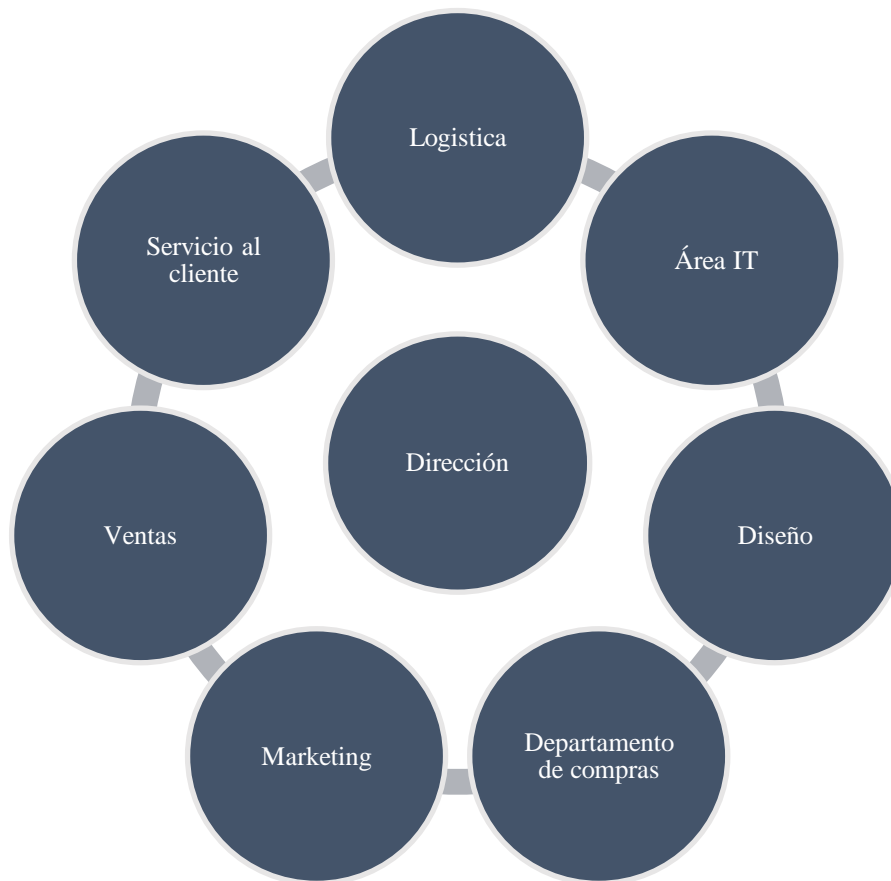 Logistica
Área IT
Servicio al
cliente
Dirección
Ventas
Diseño
Marketing
Departamento
de compras